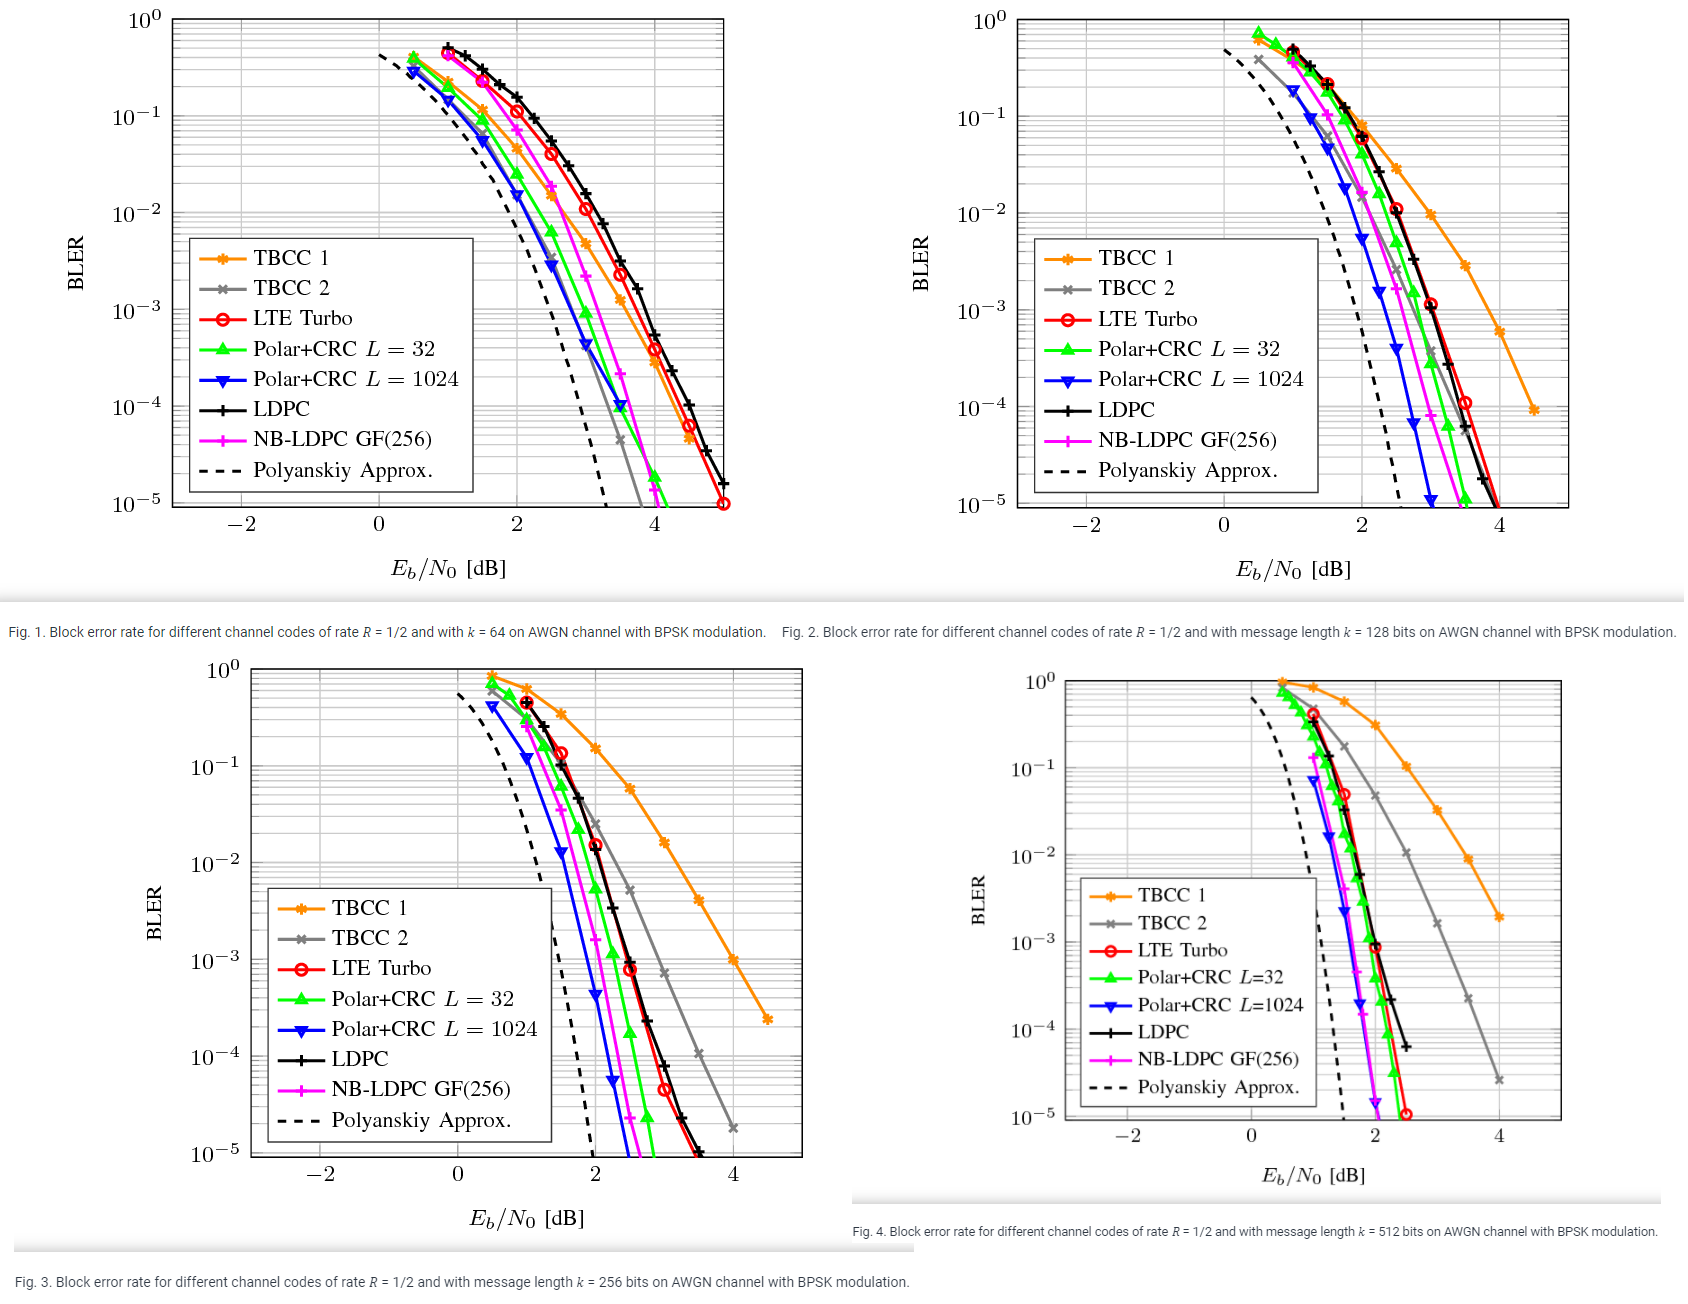 10⁰
10⁻¹
10⁻²
10⁻³
10⁻⁴
10⁻⁵
BLER
TBCC 1
TBCC 2
LTE Turbo
Polar+CRC L = 32
Polar+CRC L = 1024
LDPC
NB-LDPC GF(256)
Polyanskiy Approx.
−2 0 2 4
E_b/N_0 [dB]
Fig. 1. Block error rate for different channel codes of rate R = 1/2 and with k = 64 on AWGN channel with BPSK modulation.
10⁰
10⁻¹
10⁻²
10⁻³
10⁻⁴
10⁻⁵
BLER
TBCC 1
TBCC 2
LTE Turbo
Polar+CRC L = 32
Polar+CRC L = 1024
LDPC
NB-LDPC GF(256)
Polyanskiy Approx.
−2 0 2 4
E_b/N_0 [dB]
Fig. 2. Block error rate for different channel codes of rate R = 1/2 and with message length k = 128 bits on AWGN channel with BPSK modulation.
10⁰
10⁻¹
10⁻²
10⁻³
10⁻⁴
10⁻⁵
BLER
TBCC 1
TBCC 2
LTE Turbo
Polar+CRC L = 32
Polar+CRC L = 1024
LDPC
NB-LDPC GF(256)
Polyanskiy Approx.
−2 0 2 4
E_b/N_0 [dB]
Fig. 3. Block error rate for different channel codes of rate R = 1/2 and with message length k = 256 bits on AWGN channel with BPSK modulation.
10⁰
10⁻¹
10⁻²
10⁻³
10⁻⁴
10⁻⁵
BLER
TBCC 1
TBCC 2
LTE Turbo
Polar+CRC L=32
Polar+CRC L=1024
LDPC
NB-LDPC GF(256)
Polyanskiy Approx.
−2 0 2 4
E_b/N_0 [dB]
Fig. 4. Block error rate for different channel codes of rate R = 1/2 and with message length k = 512 bits on AWGN channel with BPSK modulation.